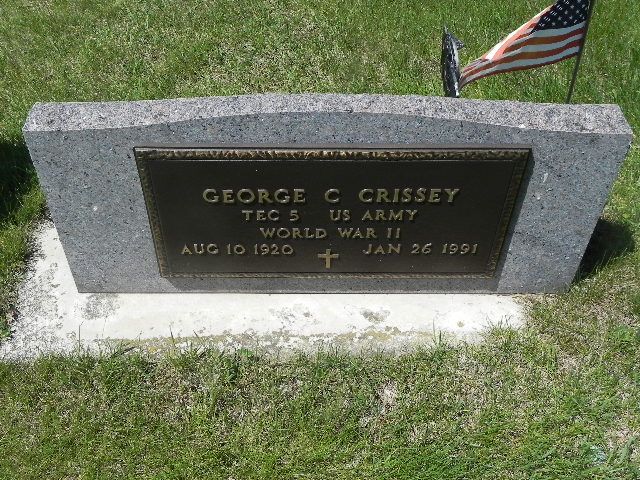 GEORGE C CRISSEY
TEC 5 US ARMY
WORLD WAR II
AUG 10 1920 JAN 26 1991